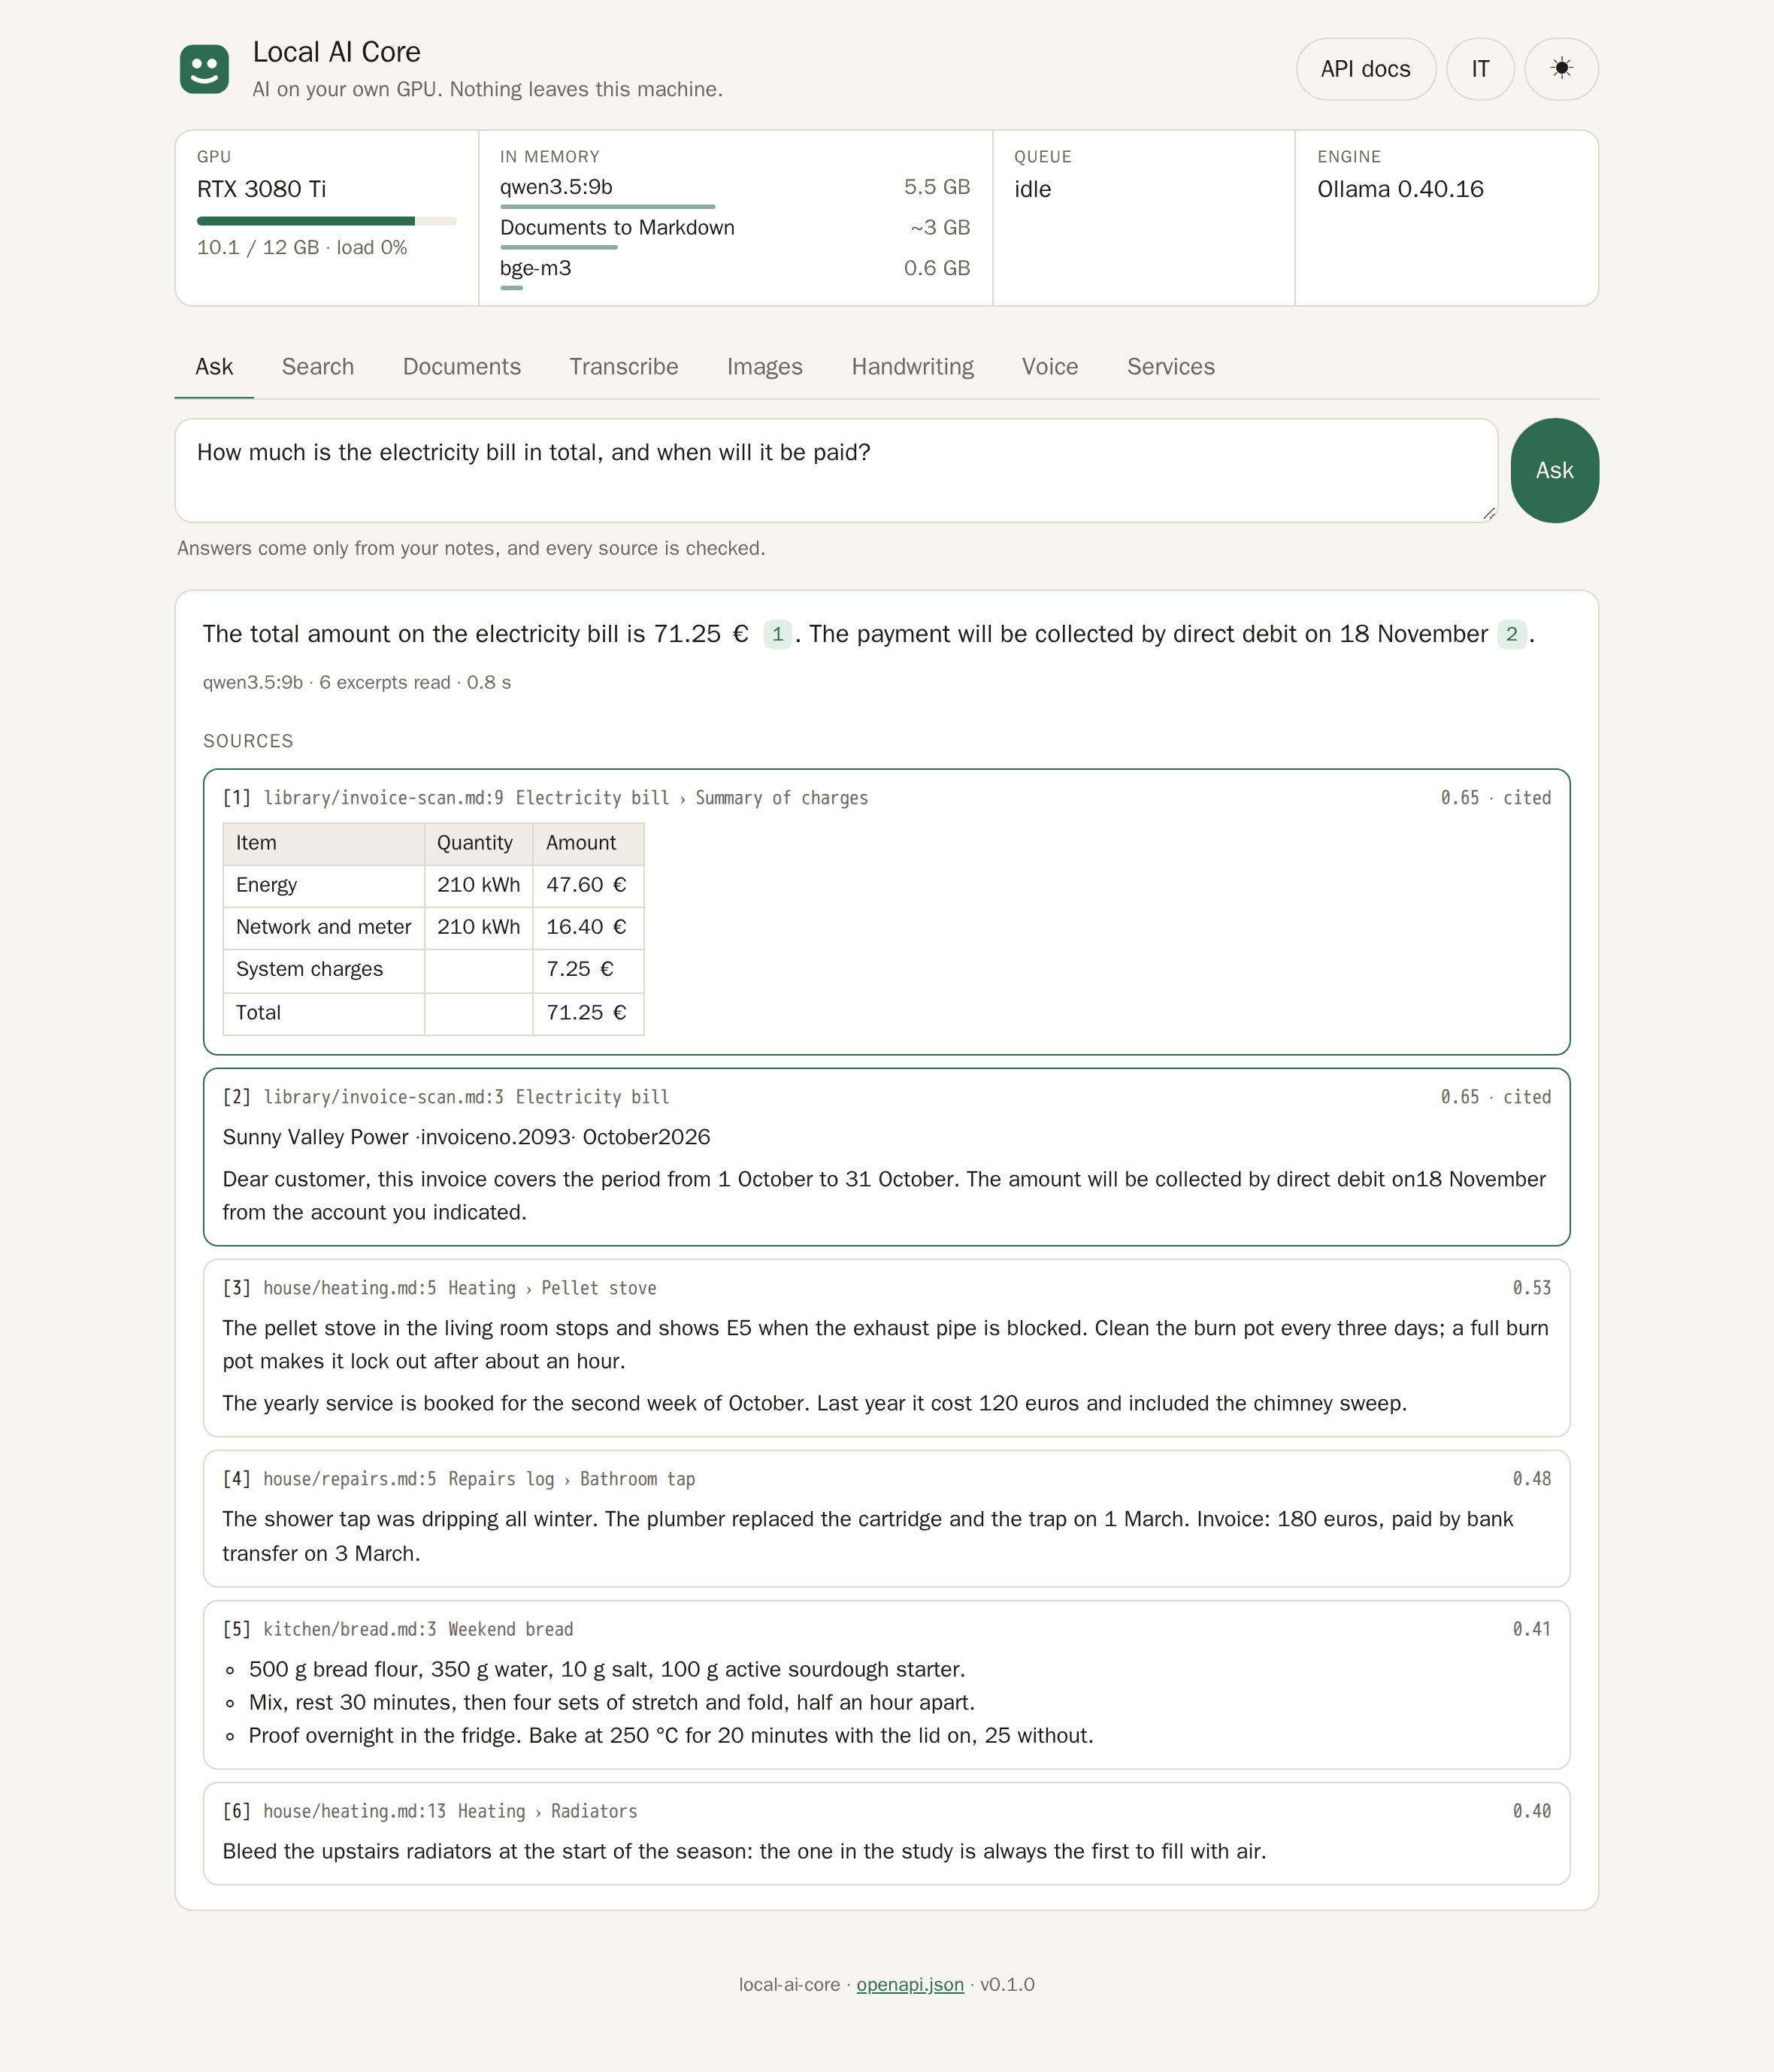 Local AI Core
AI on your own GPU. Nothing leaves this machine.
API docs
IT
GPU
RTX 3080 Ti
10.1 / 12 GB · load 0%
IN MEMORY
qwen3.5:9b 5.5 GB
Documents to Markdown ~3 GB
bge-m3 0.6 GB
QUEUE
idle
ENGINE
Ollama 0.40.16
Ask Search Documents Transcribe Images Handwriting Voice Services
How much is the electricity bill in total, and when will it be paid?
Ask
Answers come only from your notes, and every source is checked.
The total amount on the electricity bill is 71.25 € 1. The payment will be collected by direct debit on 18 November 2.
qwen3.5:9b · 6 excerpts read · 0.8 s
SOURCES
[1] library/invoice-scan.md:9 Electricity bill › Summary of charges 0.65 · cited
Item Quantity Amount
Energy 210 kWh 47.60 €
Network and meter 210 kWh 16.40 €
System charges 7.25 €
Total 71.25 €
[2] library/invoice-scan.md:3 Electricity bill 0.65 · cited
Sunny Valley Power ·invoiceno.2093· October2026
Dear customer, this invoice covers the period from 1 October to 31 October. The amount will be collected by direct debit on18 November
from the account you indicated.
[3] house/heating.md:5 Heating › Pellet stove 0.53
The pellet stove in the living room stops and shows E5 when the exhaust pipe is blocked. Clean the burn pot every three days; a full burn
pot makes it lock out after about an hour.
The yearly service is booked for the second week of October. Last year it cost 120 euros and included the chimney sweep.
[4] house/repairs.md:5 Repairs log › Bathroom tap 0.48
The shower tap was dripping all winter. The plumber replaced the cartridge and the trap on 1 March. Invoice: 180 euros, paid by bank
transfer on 3 March.
[5] kitchen/bread.md:3 Weekend bread 0.41
500 g bread flour, 350 g water, 10 g salt, 100 g active sourdough starter.
Mix, rest 30 minutes, then four sets of stretch and fold, half an hour apart.
Proof overnight in the fridge. Bake at 250 °C for 20 minutes with the lid on, 25 without.
[6] house/heating.md:13 Heating › Radiators 0.40
Bleed the upstairs radiators at the start of the season: the one in the study is always the first to fill with air.
local-ai-core · openapi.json · v0.1.0